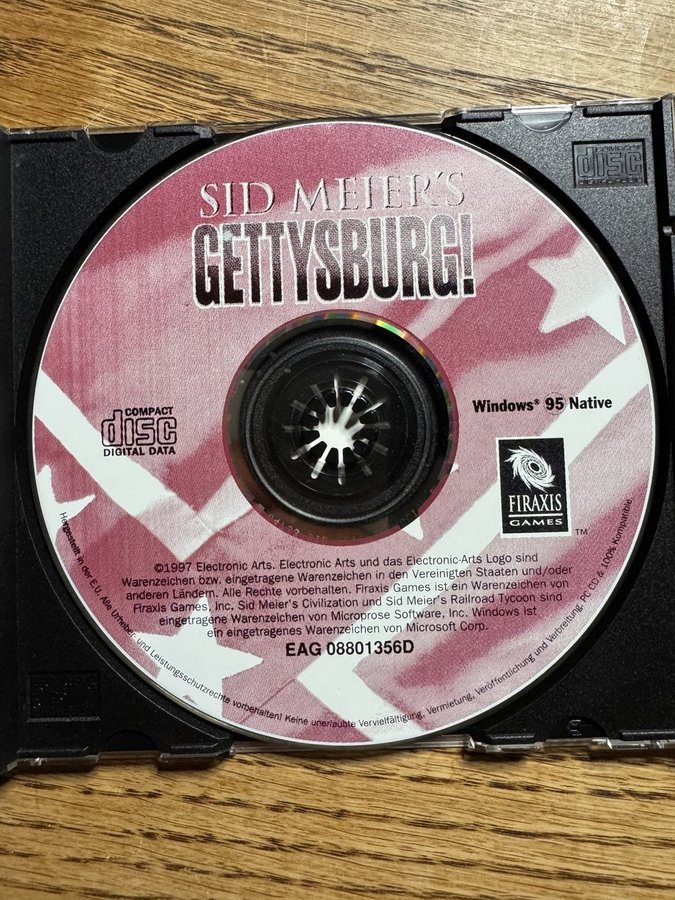 SID MEIER'S
GETTYSBURG!
COMPACT
disc
DIGITAL DATA
COMPACT
disc
Windows® 95 Native
FIRAXIS
GAMES
™
©1997 Electronic Arts. Electronic Arts und das Electronic-Arts Logo sind
Warenzeichen bzw. eingetragene Warenzeichen in den Vereinigten Staaten und/oder
anderen Ländern. Alle Rechte vorbehalten. Firaxis Games ist ein Warenzeichen von
Firaxis Games, Inc. Sid Meier's Civilization und Sid Meier's Railroad Tycoon sind
eingetragene Warenzeichen von Microprose Software, Inc. Windows ist
ein eingetragenes Warenzeichen von Microsoft Corp.
EAG 08801356D
Hergestellt in der E.U. Alle Urheber- und Leistungsschutzrechte vorbehalten! Keine unerlaubte Vervielfältigung, Vermietung, Veröffentlichung und Verbreitung. PC CD & 100% Kompatible.